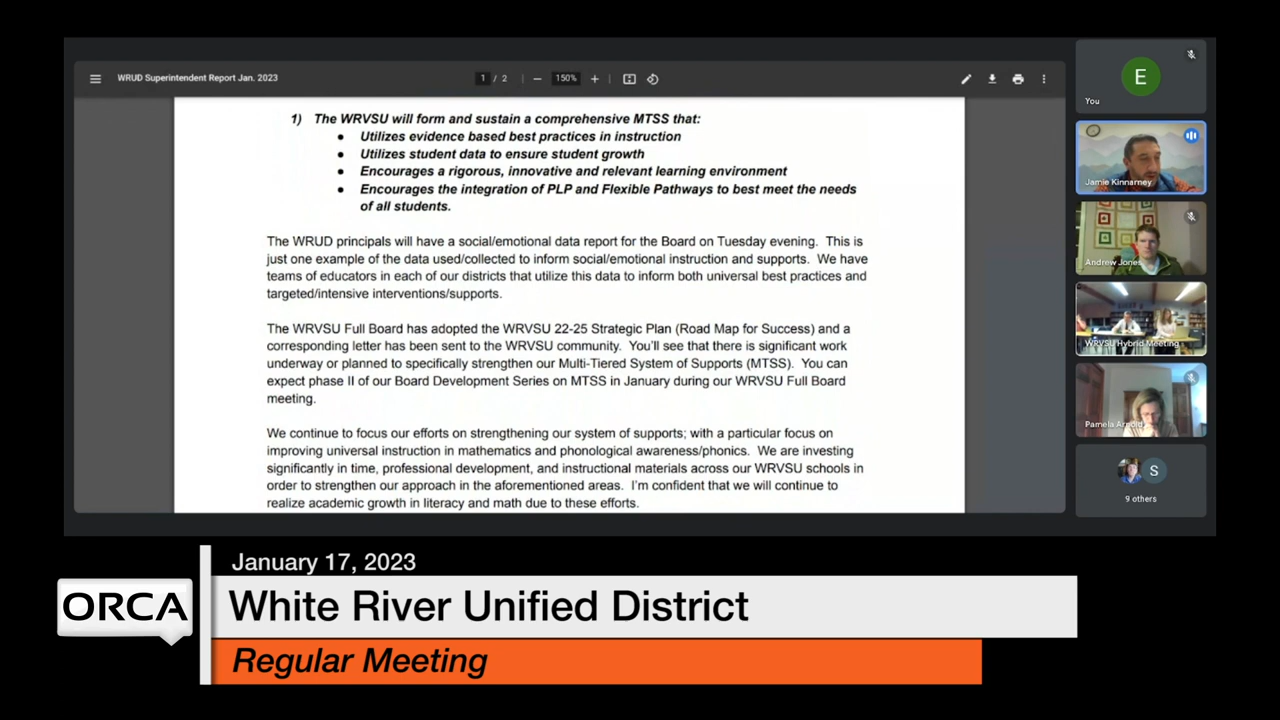 WRUD Superintendent Report Jan. 2023
1 / 2
150%
1) The WRVSU will form and sustain a comprehensive MTSS that:
● Utilizes evidence based best practices in instruction
● Utilizes student data to ensure student growth
● Encourages a rigorous, innovative and relevant learning environment
● Encourages the integration of PLP and Flexible Pathways to best meet the needs
of all students.
The WRUD principals will have a social/emotional data report for the Board on Tuesday evening. This is
just one example of the data used/collected to inform social/emotional instruction and supports. We have
teams of educators in each of our districts that utilize this data to inform both universal best practices and
targeted/intensive interventions/supports.
The WRVSU Full Board has adopted the WRVSU 22-25 Strategic Plan (Road Map for Success) and a
corresponding letter has been sent to the WRVSU community. You'll see that there is significant work
underway or planned to specifically strengthen our Multi-Tiered System of Supports (MTSS). You can
expect phase II of our Board Development Series on MTSS in January during our WRVSU Full Board
meeting.
We continue to focus our efforts on strengthening our system of supports; with a particular focus on
improving universal instruction in mathematics and phonological awareness/phonics. We are investing
significantly in time, professional development, and instructional materials across our WRVSU schools in
order to strengthen our approach in the aforementioned areas. I'm confident that we will continue to
realize academic growth in literacy and math due to these efforts.
E
You
Jamie Kinnarney
Andrew Jones
WRVSU Hybrid Meeting
Pamela Arnold
S
9 others
January 17, 2023
ORCA
White River Unified District
Regular Meeting